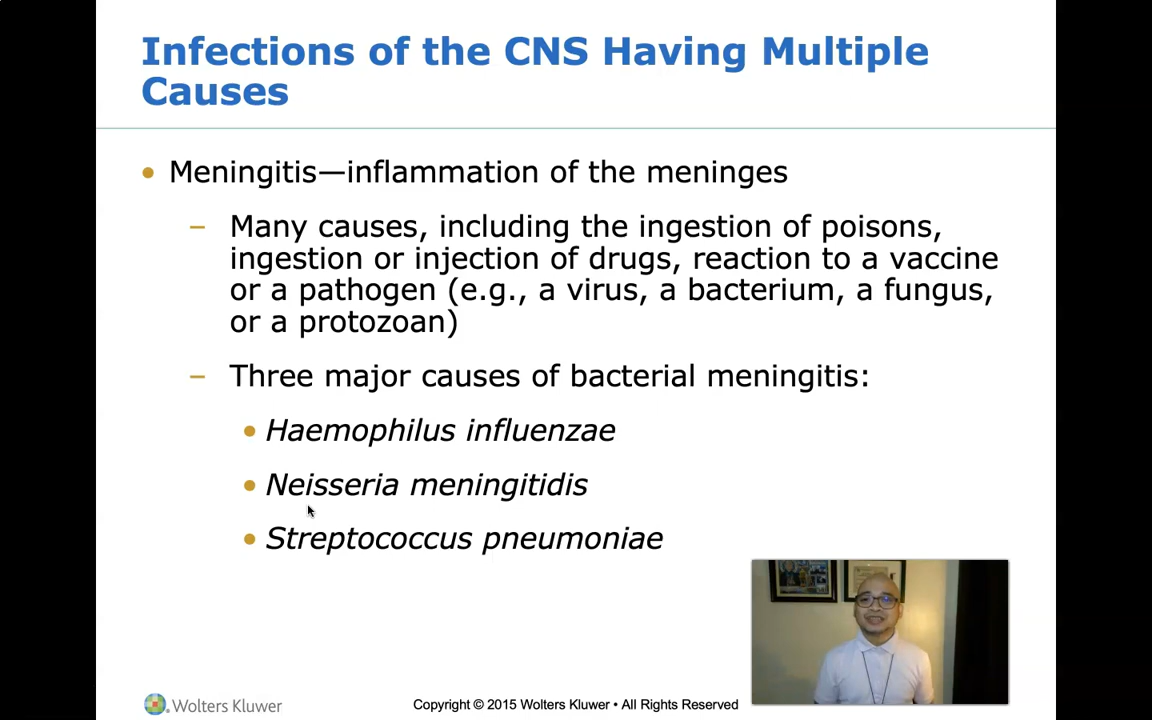 Infections of the CNS Having Multiple
Causes
• Meningitis—inflammation of the meninges
– Many causes, including the ingestion of poisons,
ingestion or injection of drugs, reaction to a vaccine
or a pathogen (e.g., a virus, a bacterium, a fungus,
or a protozoan)
– Three major causes of bacterial meningitis:
• Haemophilus influenzae
• Neisseria meningitidis
• Streptococcus pneumoniae
Wolters Kluwer
Copyright © 2015 Wolters Kluwer • All Rights Reserved